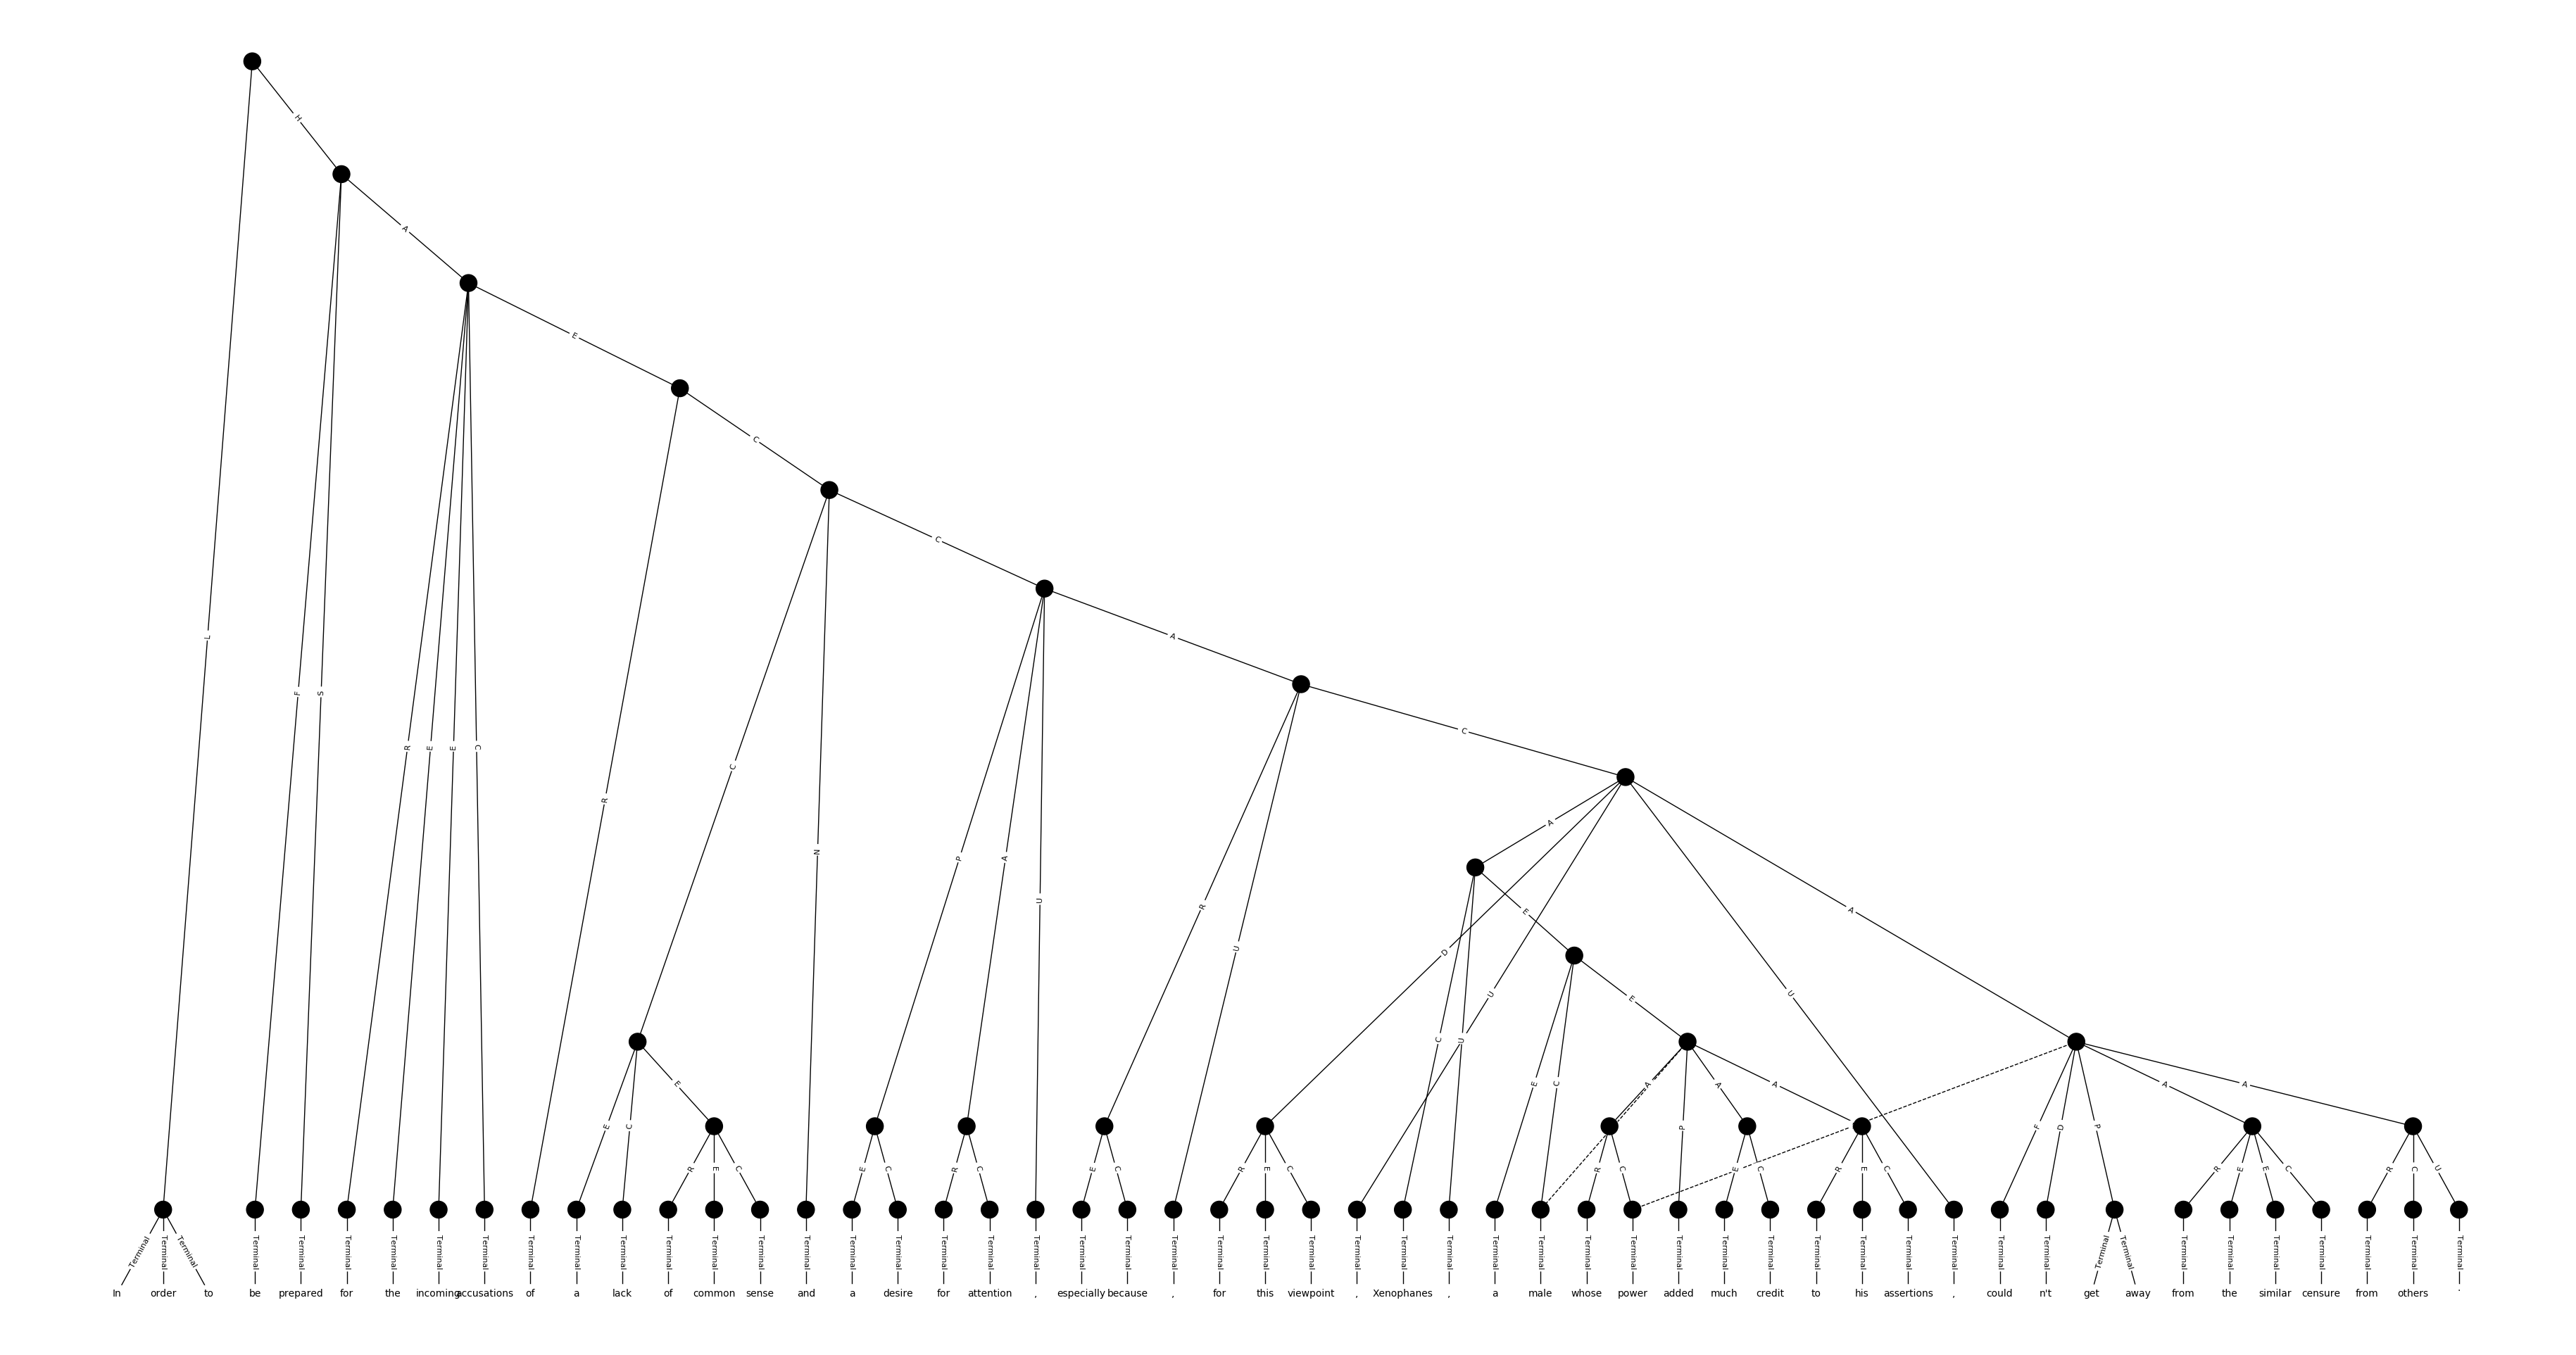 H
A
E
C
C
A
C
A
A
E
D
U
U
E
L
F
S
R
E
E
C
R
C
N
P
A
U
R
U
C
U
E
C
A
P
A
A
F
D
P
A
A
E
C
E
R
E
C
E
C
R
C
E
C
R
E
C
R
C
E
C
R
E
C
R
E
E
C
R
C
U
Terminal Terminal Terminal Terminal Terminal Terminal Terminal Terminal Terminal Terminal Terminal Terminal Terminal Terminal Terminal Terminal Terminal Terminal Terminal Terminal Terminal Terminal Terminal Terminal Terminal Terminal Terminal Terminal Terminal Terminal Terminal Terminal Terminal Terminal Terminal Terminal Terminal Terminal Terminal Terminal Terminal Terminal Terminal Terminal Terminal Terminal Terminal Terminal Terminal Terminal Terminal Terminal
In order to be prepared for the incoming accusations of a lack of common sense and a desire for attention , especially because , for this viewpoint , Xenophanes , a male whose power added much credit to his assertions , could n't get away from the similar censure from others .